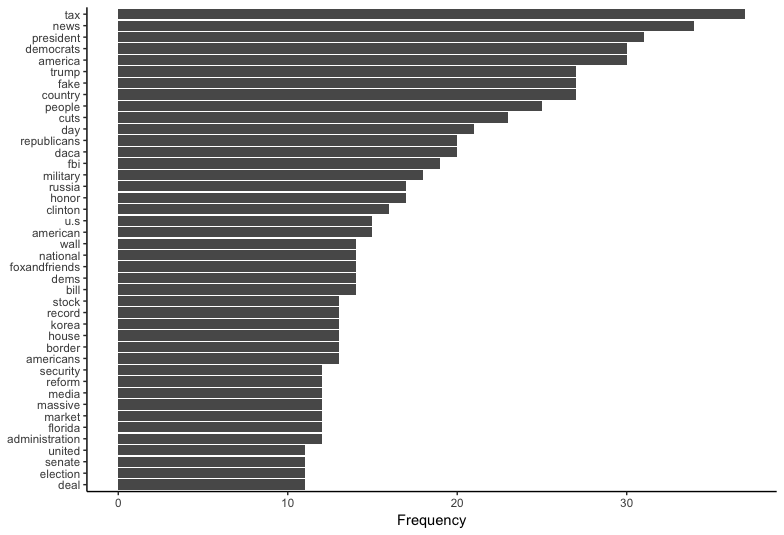 tax
news
president
democrats
america
trump
fake
country
people
cuts
day
republicans
daca
fbi
military
russia
honor
clinton
u.s
american
wall
national
foxandfriends
dems
bill
stock
record
korea
house
border
americans
security
reform
media
massive
market
florida
administration
united
senate
election
deal
0 10 20 30
Frequency